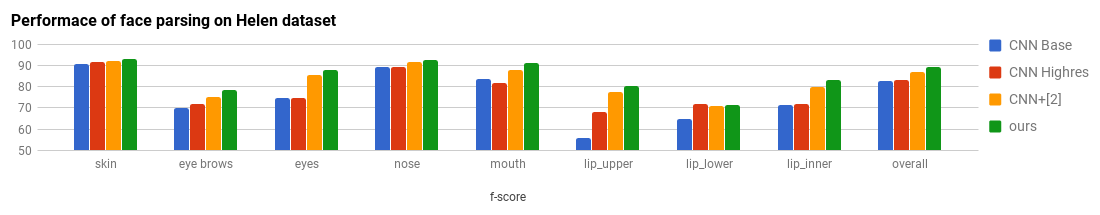 Performace of face parsing on Helen dataset
100
90
80
70
60
50
skin eye brows eyes nose mouth lip_upper lip_lower lip_inner overall
f-score
CNN Base
CNN Highres
CNN+[2]
ours